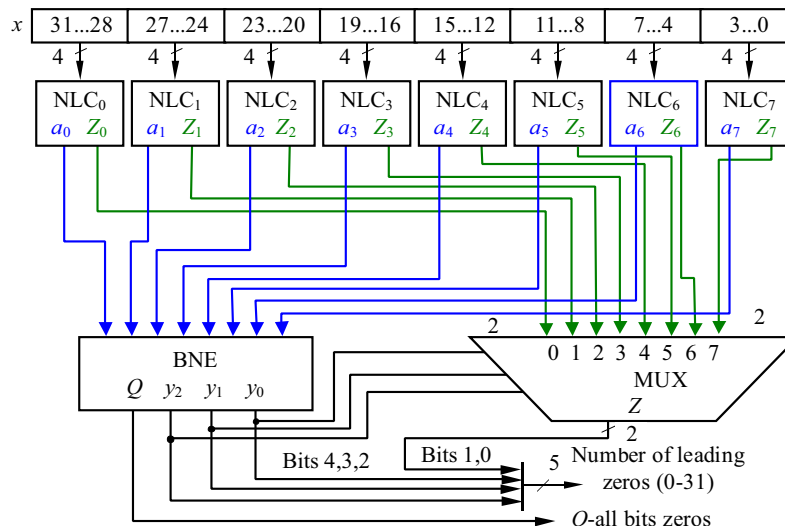 x 31...28 27...24 23...20 19...16 15...12 11...8 7...4 3...0
4 4 4 4 4 4 4 4
NLC₀ NLC₁ NLC₂ NLC₃ NLC₄ NLC₅ NLC₆ NLC₇
a₀ Z₀ a₁ Z₁ a₂ Z₂ a₃ Z₃ a₄ Z₄ a₅ Z₅ a₆ Z₆ a₇ Z₇
2 2
BNE 0 1 2 3 4 5 6 7
MUX
Q y₂ y₁ y₀ Z
2
Bits 4,3,2 Bits 1,0 5 Number of leading
zeros (0-31)
O-all bits zeros